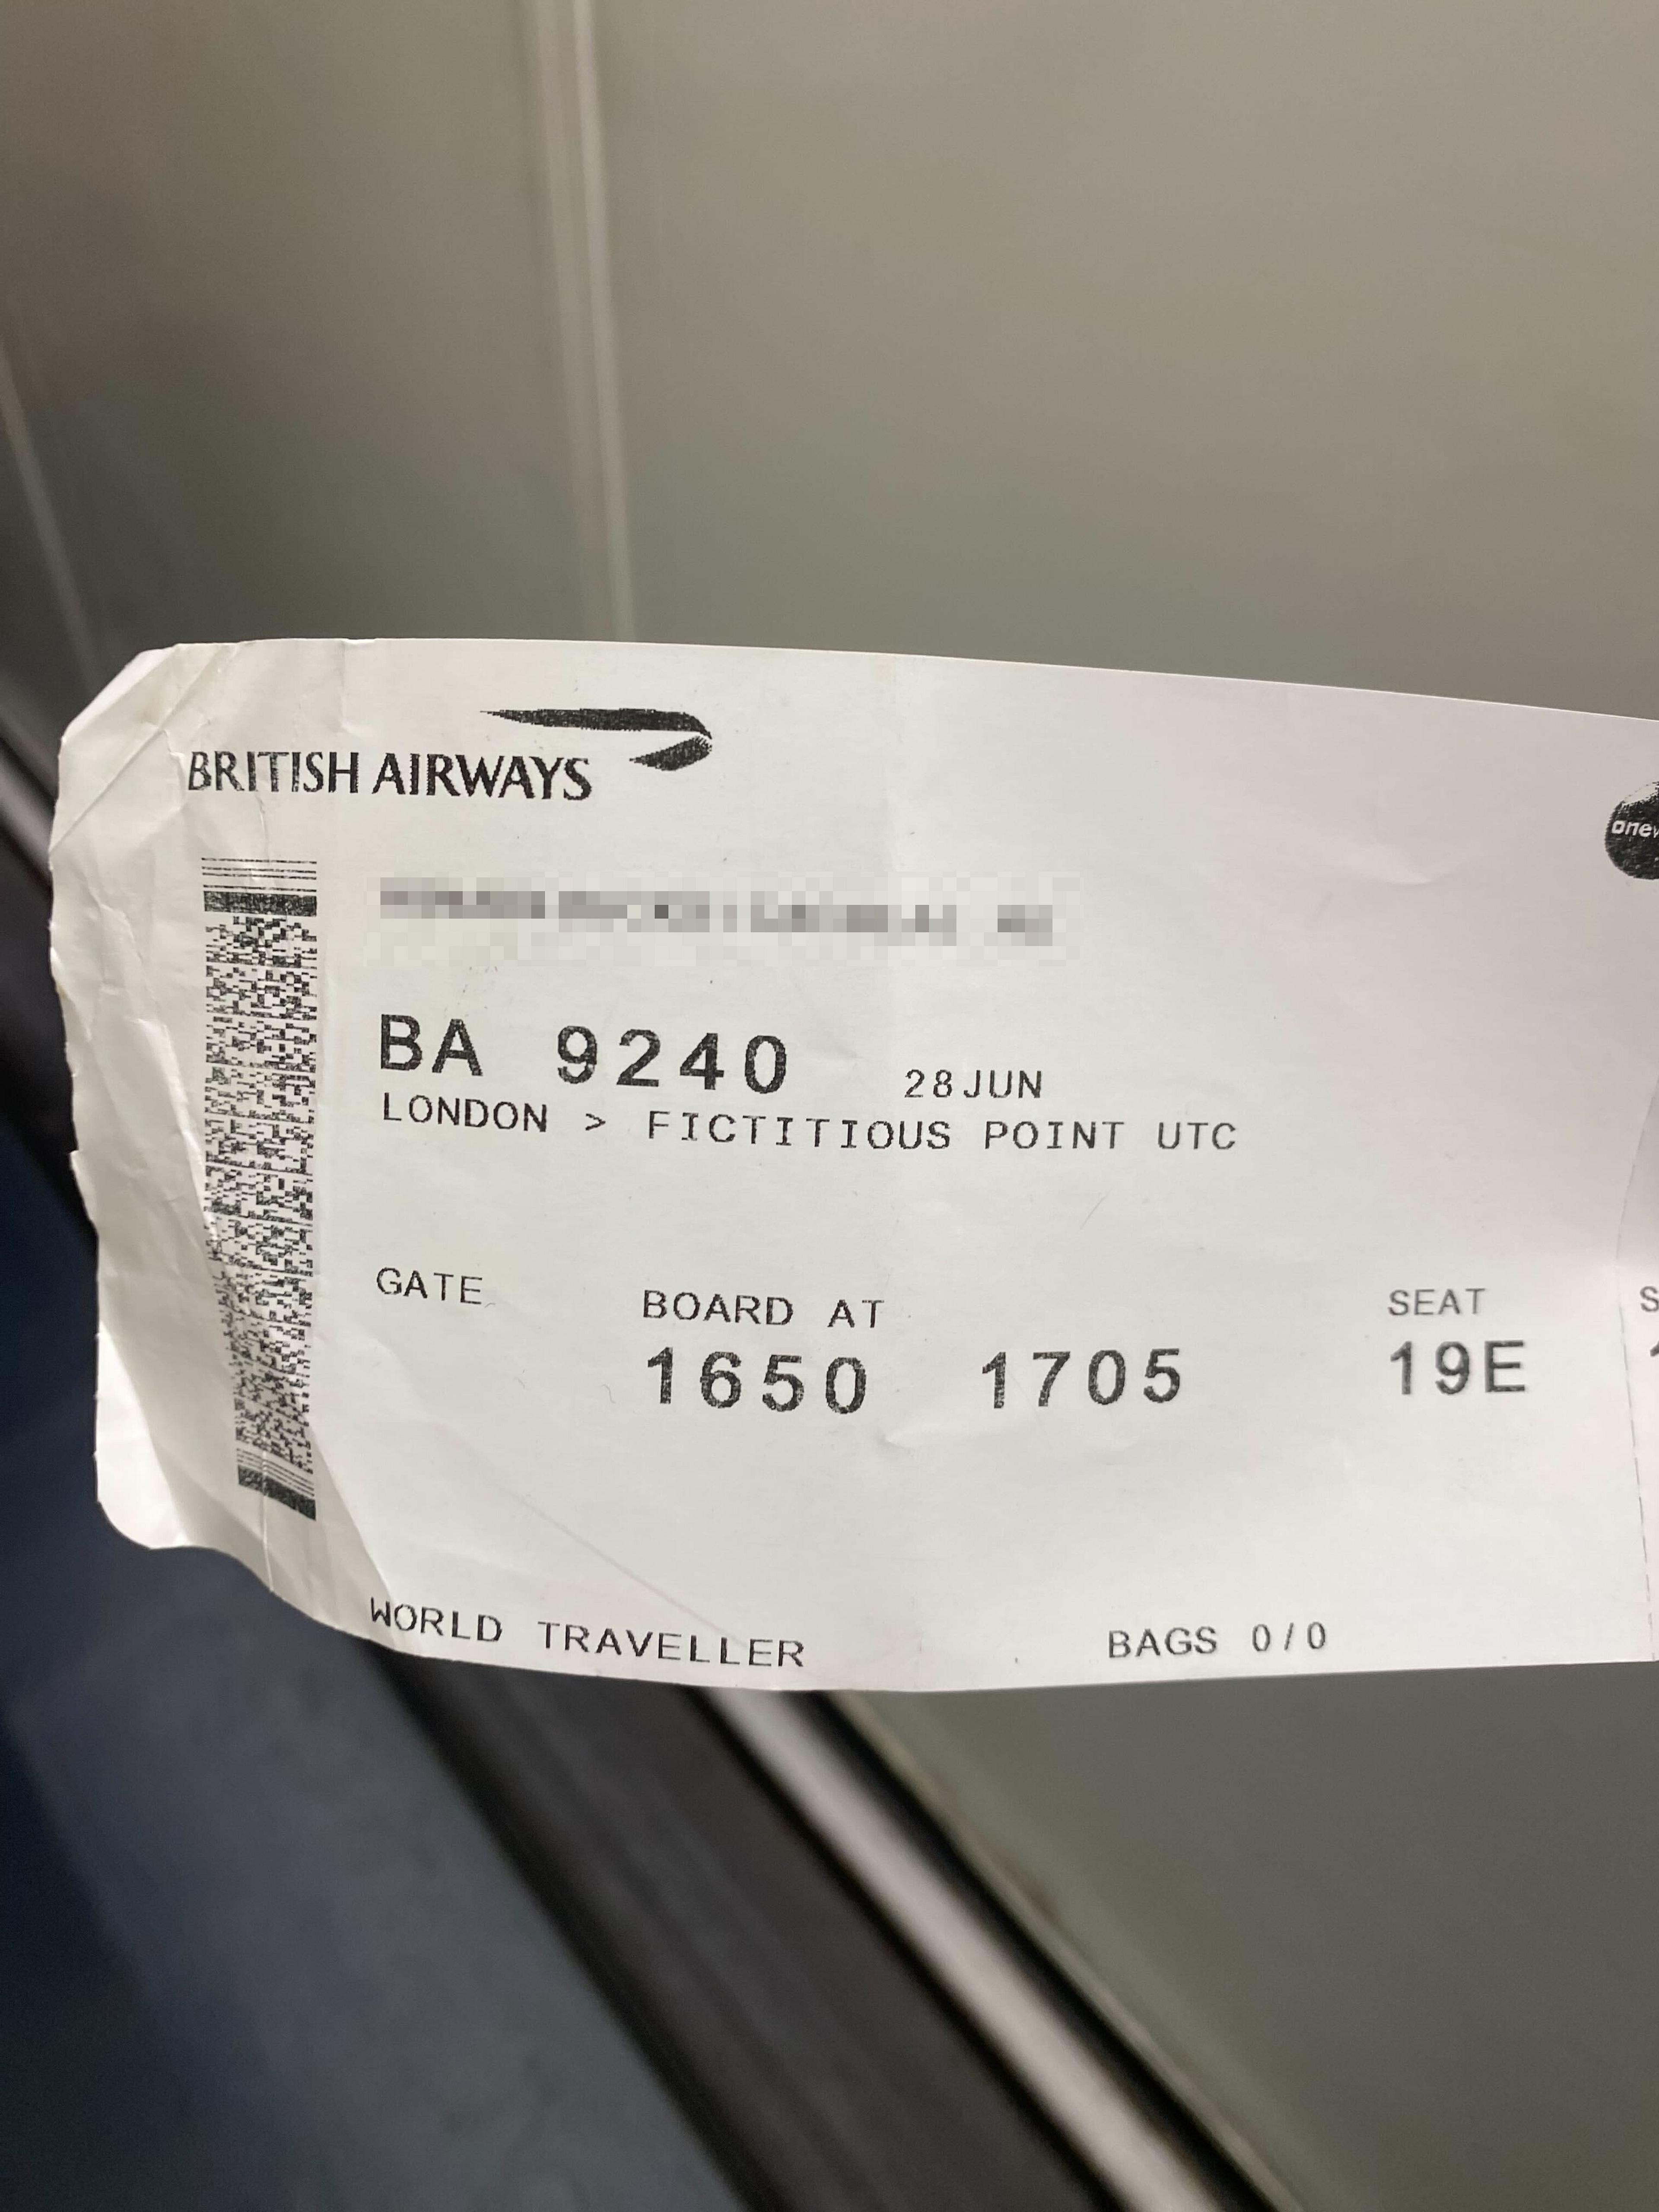 BRITISH AIRWAYS
BA 9240 28JUN
LONDON > FICTITIOUS POINT UTC
GATE BOARD AT SEAT
1650 1705 19E
WORLD TRAVELLER BAGS 0/0